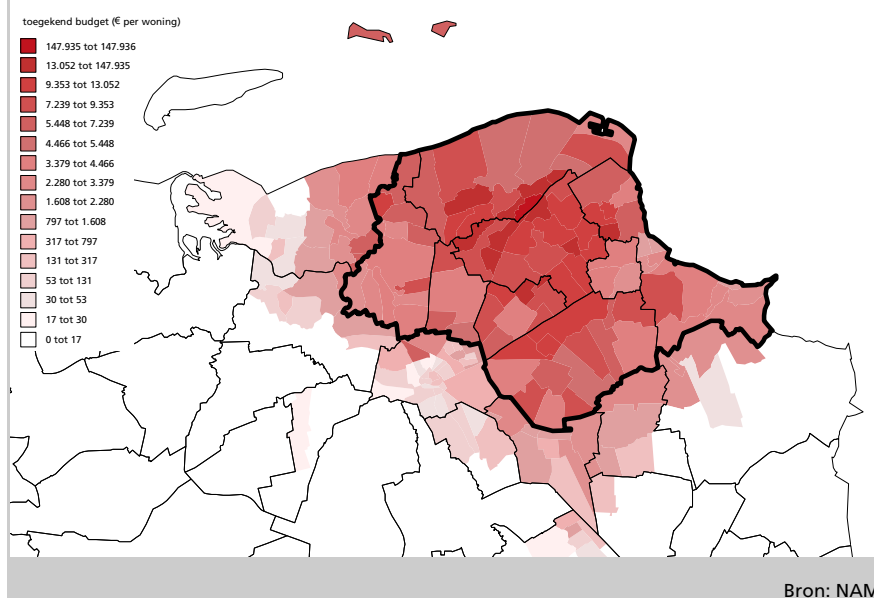 toegekend budget (€ per woning)
147.935 tot 147.936
13.052 tot 147.935
9.353 tot 13.052
7.239 tot 9.353
5.448 tot 7.239
4.466 tot 5.448
3.379 tot 4.466
2.280 tot 3.379
1.608 tot 2.280
797 tot 1.608
317 tot 797
131 tot 317
53 tot 131
30 tot 53
17 tot 30
0 tot 17
Bron: NAM